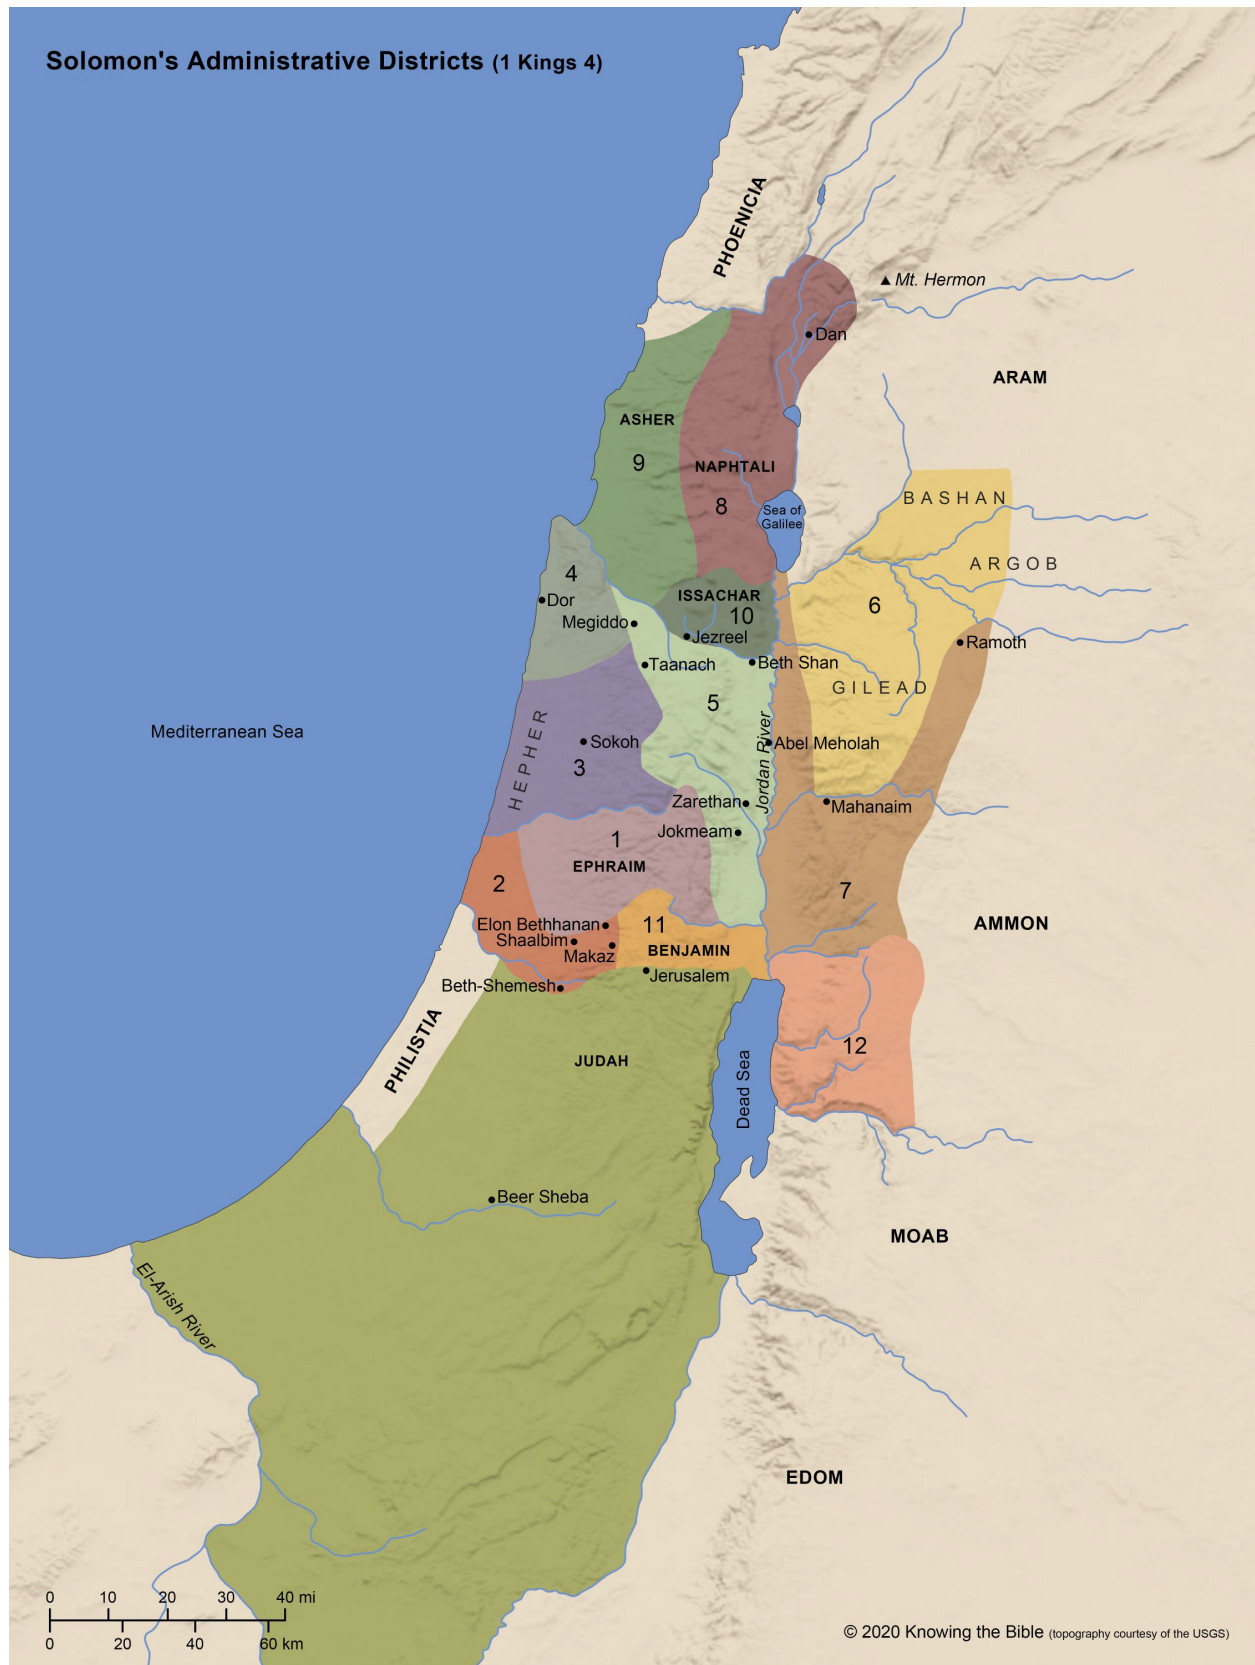 Solomon's Administrative Districts (1 Kings 4)
PHOENICIA
Mt. Hermon
Dan
ARAM
ASHER
9
NAPHTALI
8
BASHAN
Sea of
Galilee
ARGOB
4
ISSACHAR
6
Dor
10
Megiddo
Jezreel
Ramoth
Taanach
Beth Shan
GILEAD
5
Mediterranean Sea
HEPHER
Sokoh
Jordan River
Abel Meholah
3
Zarethan
Mahanaim
Jokmeam
1
EPHRAIM
2
7
Elon Bethhanan
11
AMMON
Shaalbim
BENJAMIN
Makaz
Jerusalem
Beth-Shemesh
PHILISTIA
JUDAH
12
Dead Sea
Beer Sheba
MOAB
El-Arish River
EDOM
0 10 20 30 40 mi
0 20 40 60 km
© 2020 Knowing the Bible (topography courtesy of the USGS)